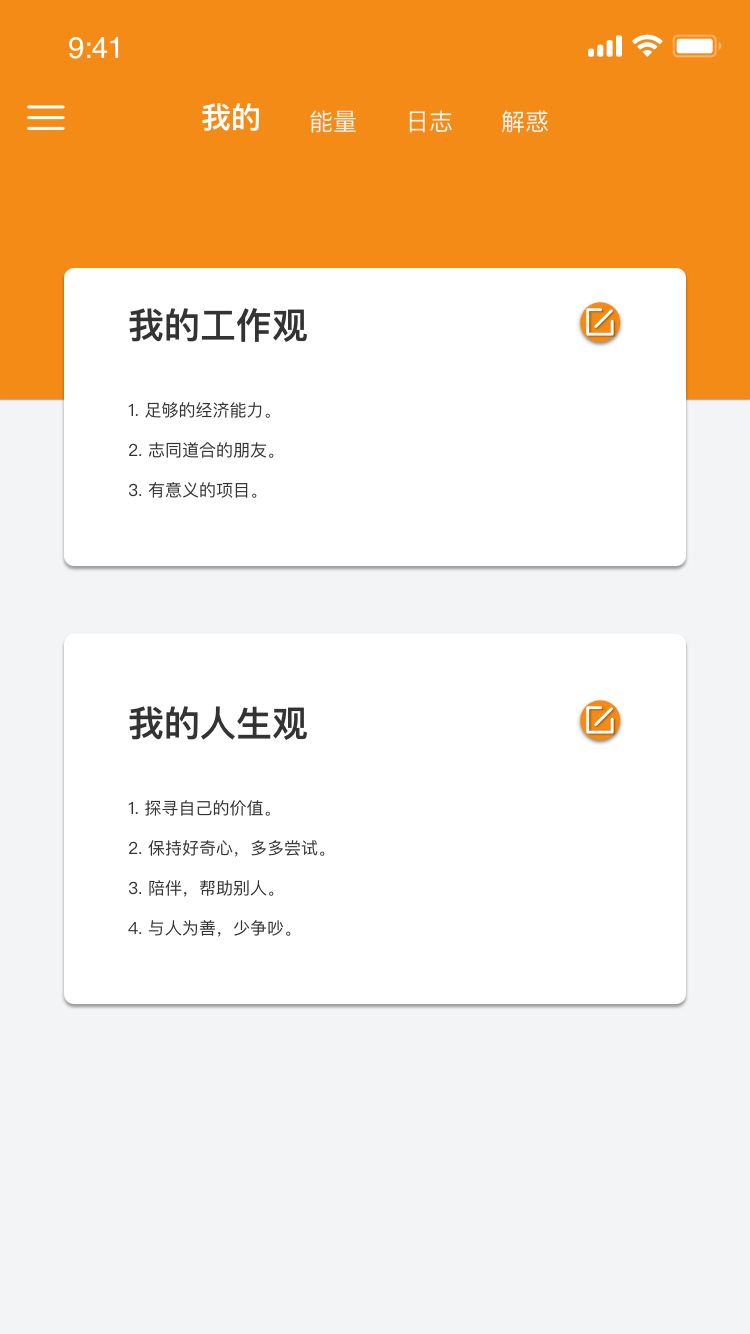 9:41
我的 能量 日志 解惑
我的工作观
1. 足够的经济能力。
2. 志同道合的朋友。
3. 有意义的项目。
我的人生观
1. 探寻自己的价值。
2. 保持好奇心，多多尝试。
3. 陪伴，帮助别人。
4. 与人为善，少争吵。